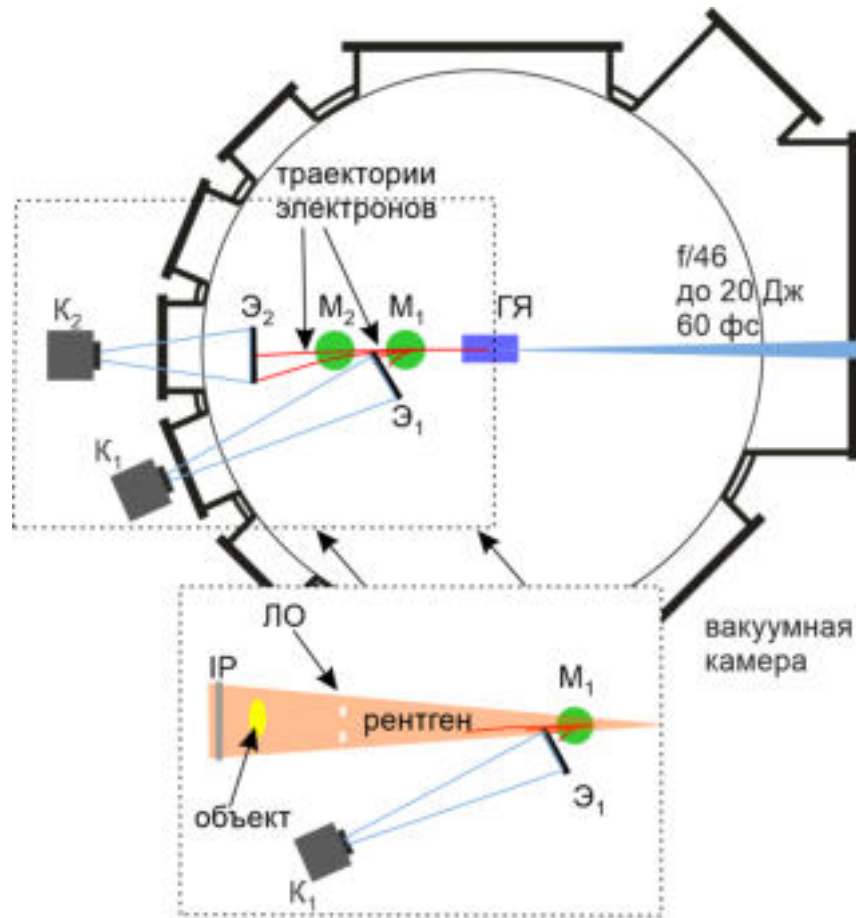 траектории
электронов
f/46
до 20 Дж
60 фс
К₂
Э₂
М₂
М₁
ГЯ
Э₁
К₁
ЛО
IP
М₁
рентген
Э₁
объект
К₁
вакуумная
камера